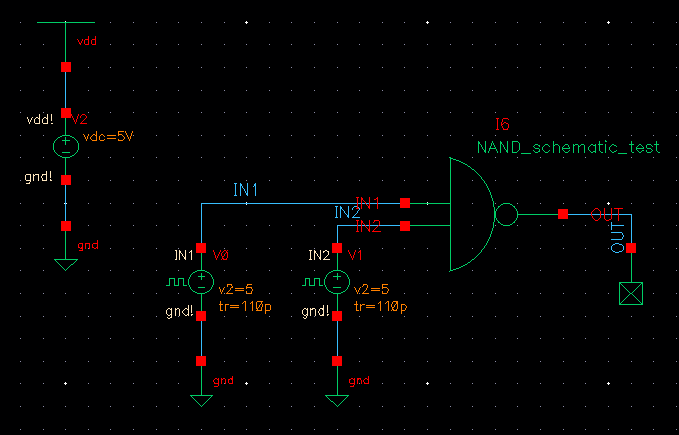 vdd
vdd!
V2
vdc=5V
gnd!
gnd
I6
NAND_schematic_test
IN1
IN1
IN2
IN2
OUT
OUT
IN1
V0
v2=5
tr=110p
gnd!
gnd
IN2
V1
v2=5
tr=110p
gnd!
gnd